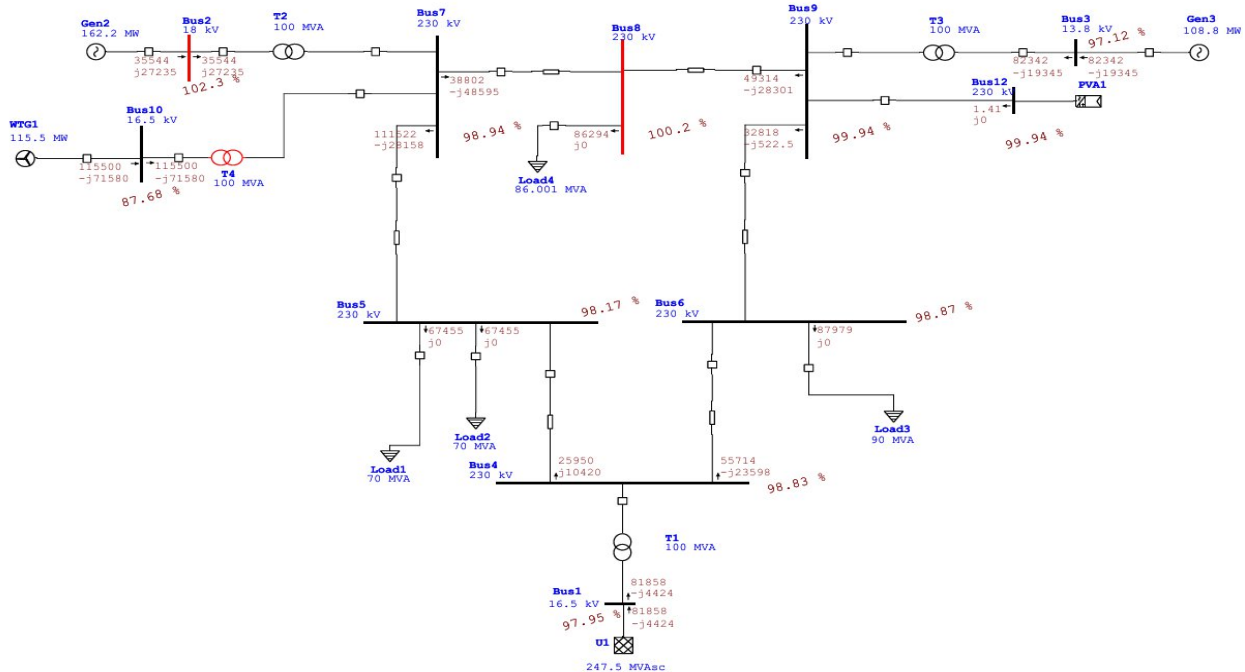 Gen2
162.2 MW
Bus2
18 kV
T2
100 MVA
35544
j27235
35544
j27235
102.3 %
Bus7
230 kV
38802
-j48595
98.94 %
111522
-j28158
Bus8
230 kV
86294
j0
100.2 %
Load4
86.001 MVA
Bus9
230 kV
49314
-j28301
32818
-j522.5
99.94 %
T3
100 MVA
Bus3
13.8 kV
97.12 %
82342
-j19345
82342
-j19345
Gen3
108.8 MW
Bus12
230 kV
1.41
j0
99.94 %
PVA1
WTG1
115.5 MW
Bus10
16.5 kV
115500
-j71580
115500
-j71580
87.68 %
T4
100 MVA
Bus5
230 kV
98.17 %
67455
j0
67455
j0
Load1
70 MVA
Load2
70 MVA
Bus6
230 kV
98.87 %
87979
j0
Load3
90 MVA
Bus4
230 kV
25950
j10420
55714
-j23598
98.83 %
T1
100 MVA
Bus1
16.5 kV
97.95 %
81858
-j4424
81858
-j4424
U1
247.5 MVAsc